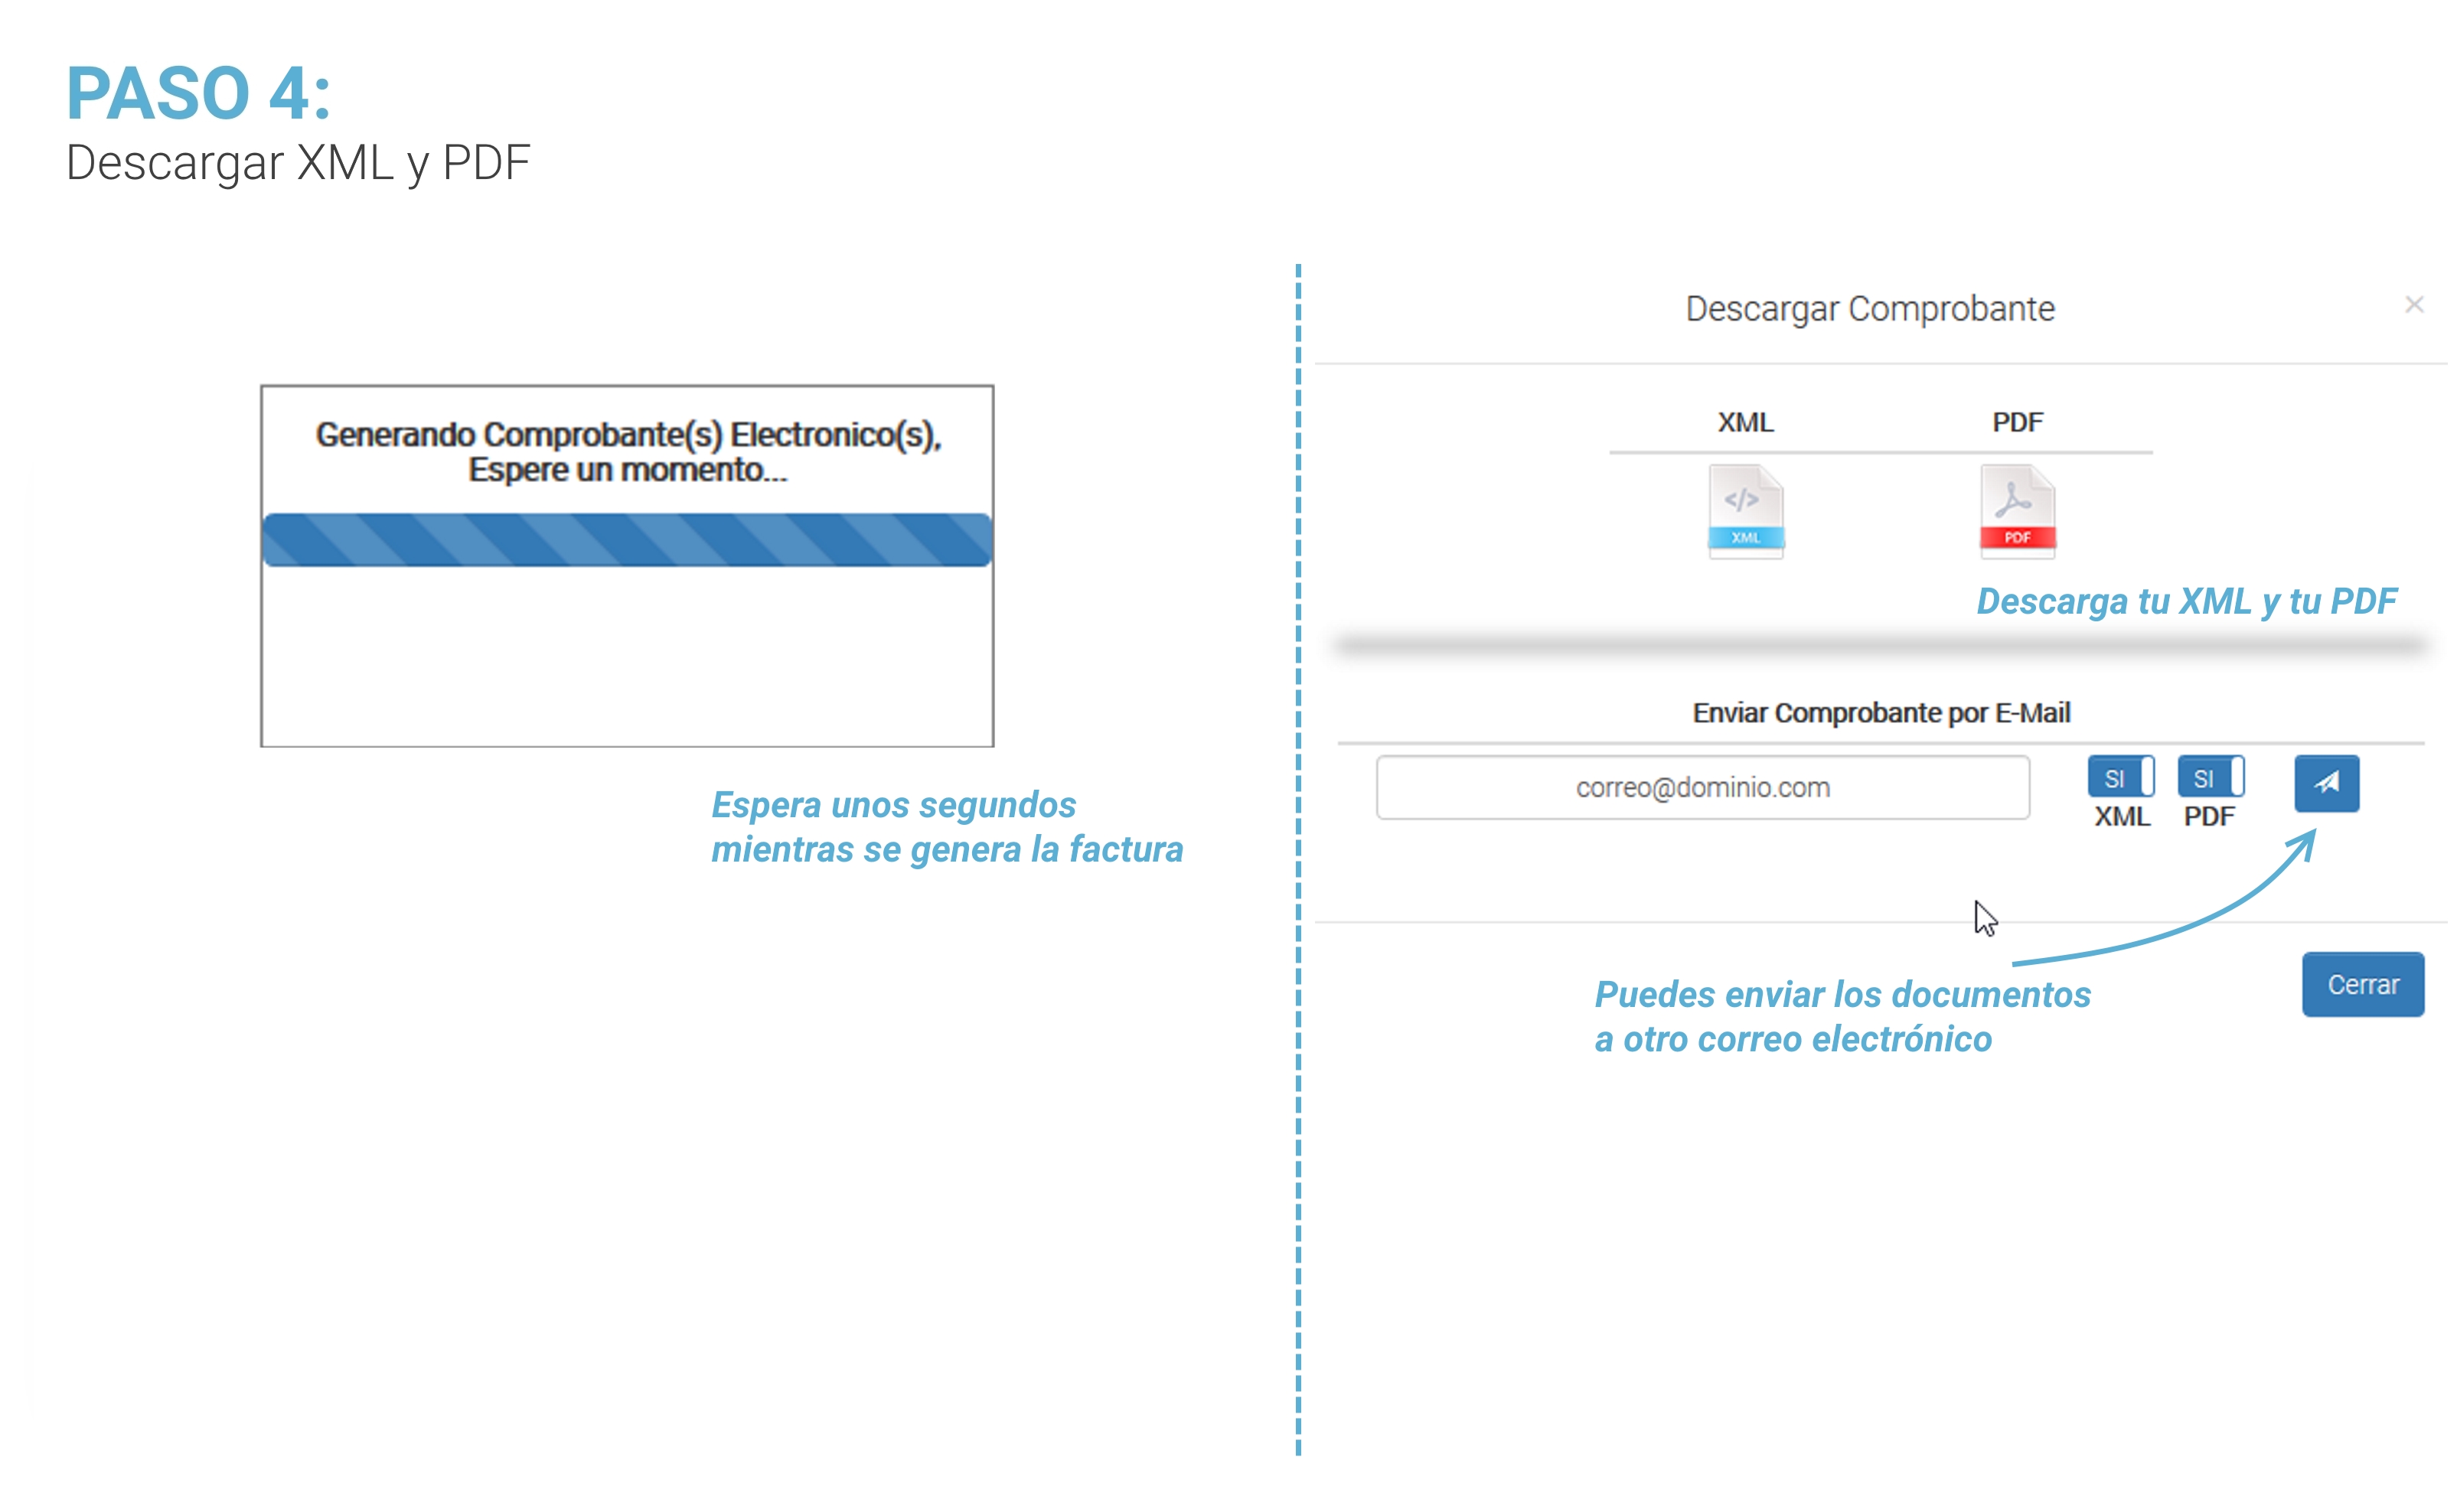 PASO 4:
Descargar XML y PDF
Generando Comprobante(s) Electronico(s),
Espere un momento...
Espera unos segundos
mientras se genera la factura
Descargar Comprobante
×
XML PDF
</> XML PDF
Descarga tu XML y tu PDF
Enviar Comprobante por E-Mail
correo@dominio.com SI SI
XML PDF
Puedes enviar los documentos
a otro correo electrónico
Cerrar